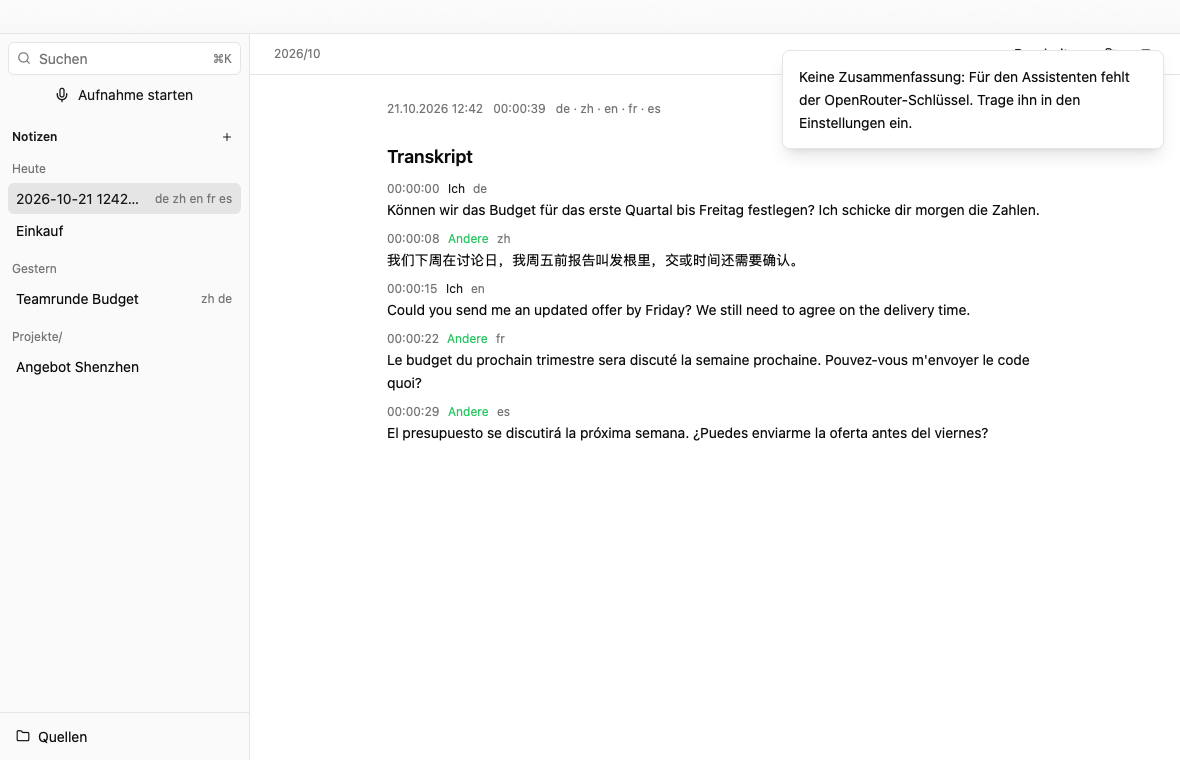 Suchen ⌘K
Aufnahme starten
Notizen +
Heute
2026-10-21 1242... de zh en fr es
Einkauf
Gestern
Teamrunde Budget zh de
Projekte/
Angebot Shenzhen
Quellen
2026/10
Keine Zusammenfassung: Für den Assistenten fehlt
der OpenRouter-Schlüssel. Trage ihn in den
Einstellungen ein.
21.10.2026 12:42 00:00:39 de · zh · en · fr · es
Transkript
00:00:00 Ich de
Können wir das Budget für das erste Quartal bis Freitag festlegen? Ich schicke dir morgen die Zahlen.
00:00:08 Andere zh
我们下周在讨论日，我周五前报告叫发根里，交或时间还需要确认。
00:00:15 Ich en
Could you send me an updated offer by Friday? We still need to agree on the delivery time.
00:00:22 Andere fr
Le budget du prochain trimestre sera discuté la semaine prochaine. Pouvez-vous m'envoyer le code
quoi?
00:00:29 Andere es
El presupuesto se discutirá la próxima semana. ¿Puedes enviarme la oferta antes del viernes?